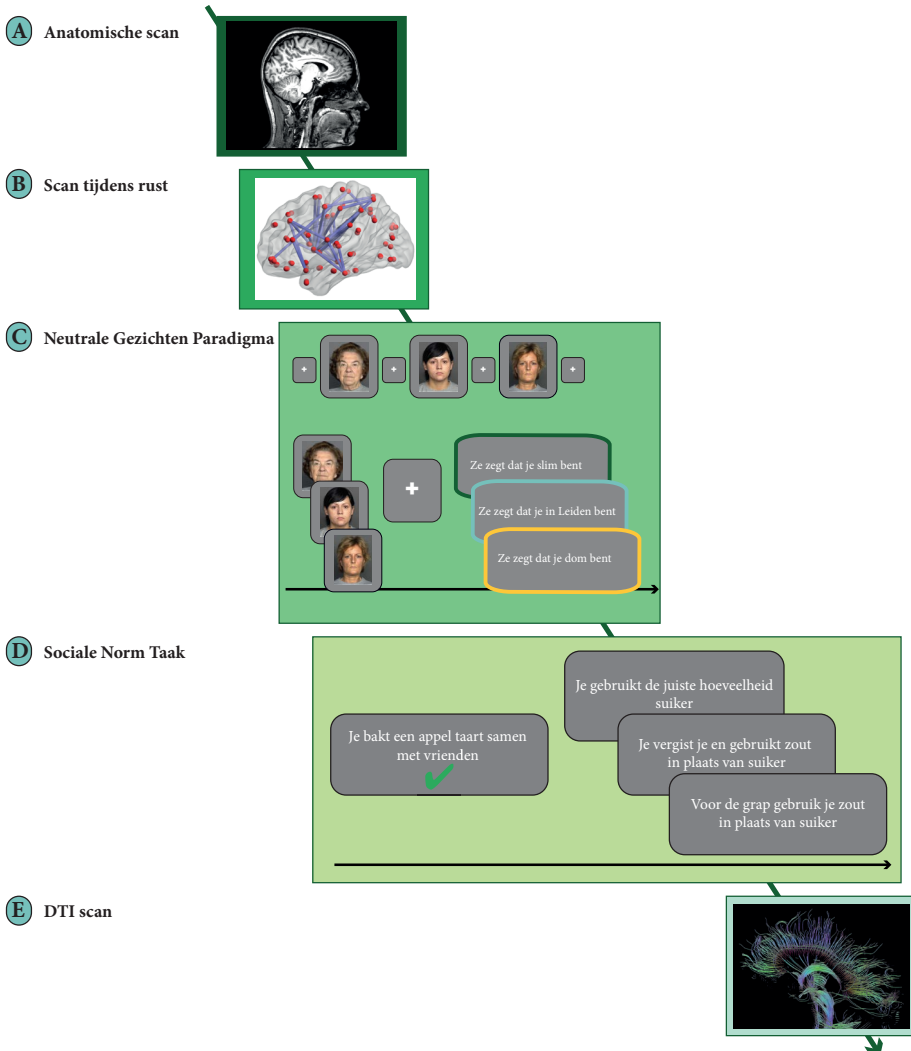 A Anatomische scan
B Scan tijdens rust
C Neutrale Gezichten Paradigma
Ze zegt dat je slim bent
Ze zegt dat je in Leiden bent
Ze zegt dat je dom bent
D Sociale Norm Taak
Je bakt een appel taart samen
met vrienden
Je gebruikt de juiste hoeveelheid
suiker
Je vergist je en gebruikt zout
in plaats van suiker
Voor de grap gebruik je zout
in plaats van suiker
E DTI scan